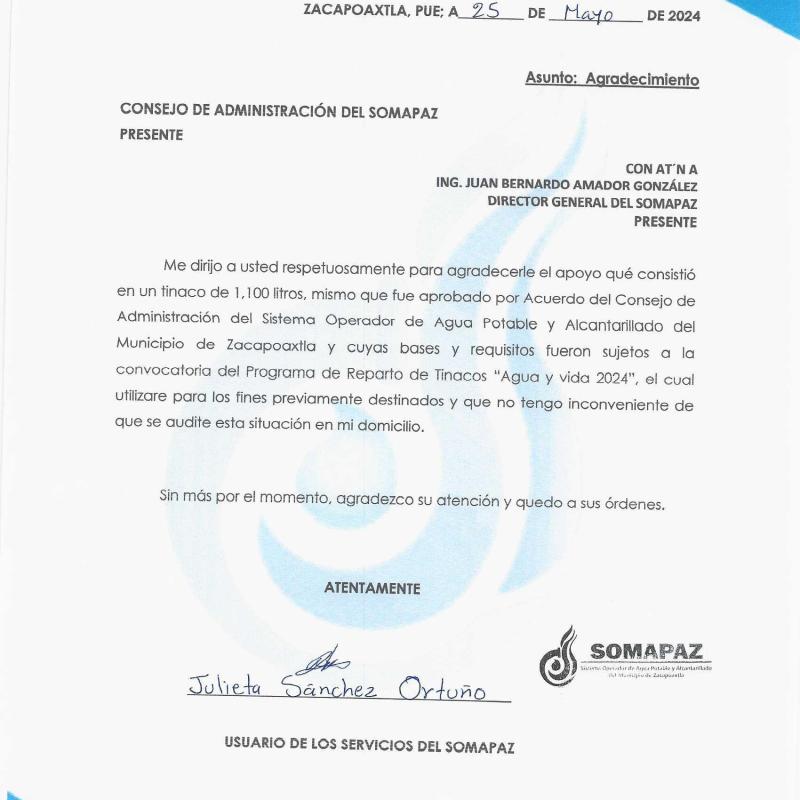 ZACAPOAXTLA, PUE; A 25 DE Mayo DE 2024
Asunto: Agradecimiento
CONSEJO DE ADMINISTRACIÓN DEL SOMAPAZ
PRESENTE
CON AT´N A
ING. JUAN BERNARDO AMADOR GONZÁLEZ
DIRECTOR GENERAL DEL SOMAPAZ
PRESENTE
Me dirijo a usted respetuosamente para agradecerle el apoyo qué consistió
en un tinaco de 1,100 litros, mismo que fue aprobado por Acuerdo del Consejo de
Administración del Sistema Operador de Agua Potable y Alcantarillado del
Municipio de Zacapoaxtla y cuyas bases y requisitos fueron sujetos a la
convocatoria del Programa de Reparto de Tinacos “Agua y vida 2024”, el cual
utilizare para los fines previamente destinados y que no tengo inconveniente de
que se audite esta situación en mi domicilio.
Sin más por el momento, agradezco su atención y quedo a sus órdenes.
ATENTAMENTE
SOMAPAZ
Sistema Operador de Agua Potable y Alcantarillado
del Municipio de Zacapoaxtla
Julieta Sánchez Ortuño
USUARIO DE LOS SERVICIOS DEL SOMAPAZ